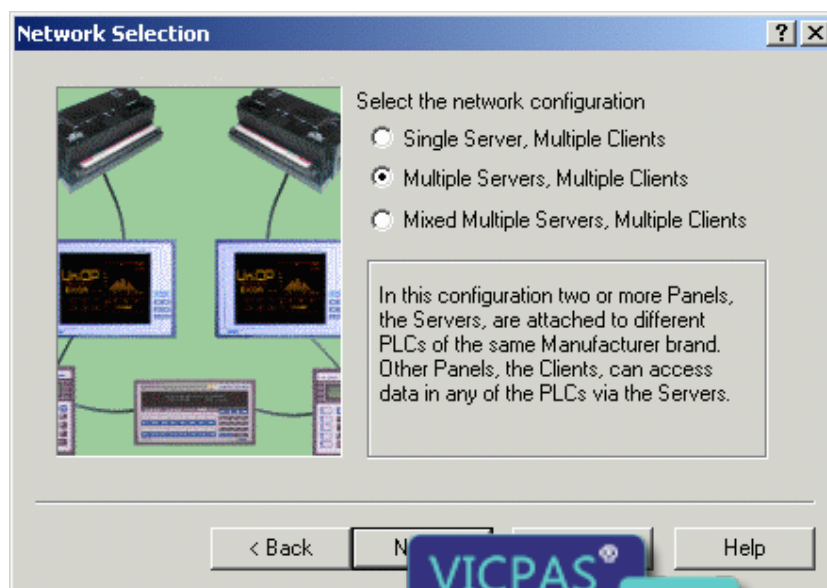 Network Selection
Select the network configuration
Single Server, Multiple Clients
Multiple Servers, Multiple Clients
Mixed Multiple Servers, Multiple Clients
In this configuration two or more Panels,
the Servers, are attached to different
PLCs of the same Manufacturer brand.
Other Panels, the Clients, can access
data in any of the PLCs via the Servers.
< Back
Help
VICPAS®